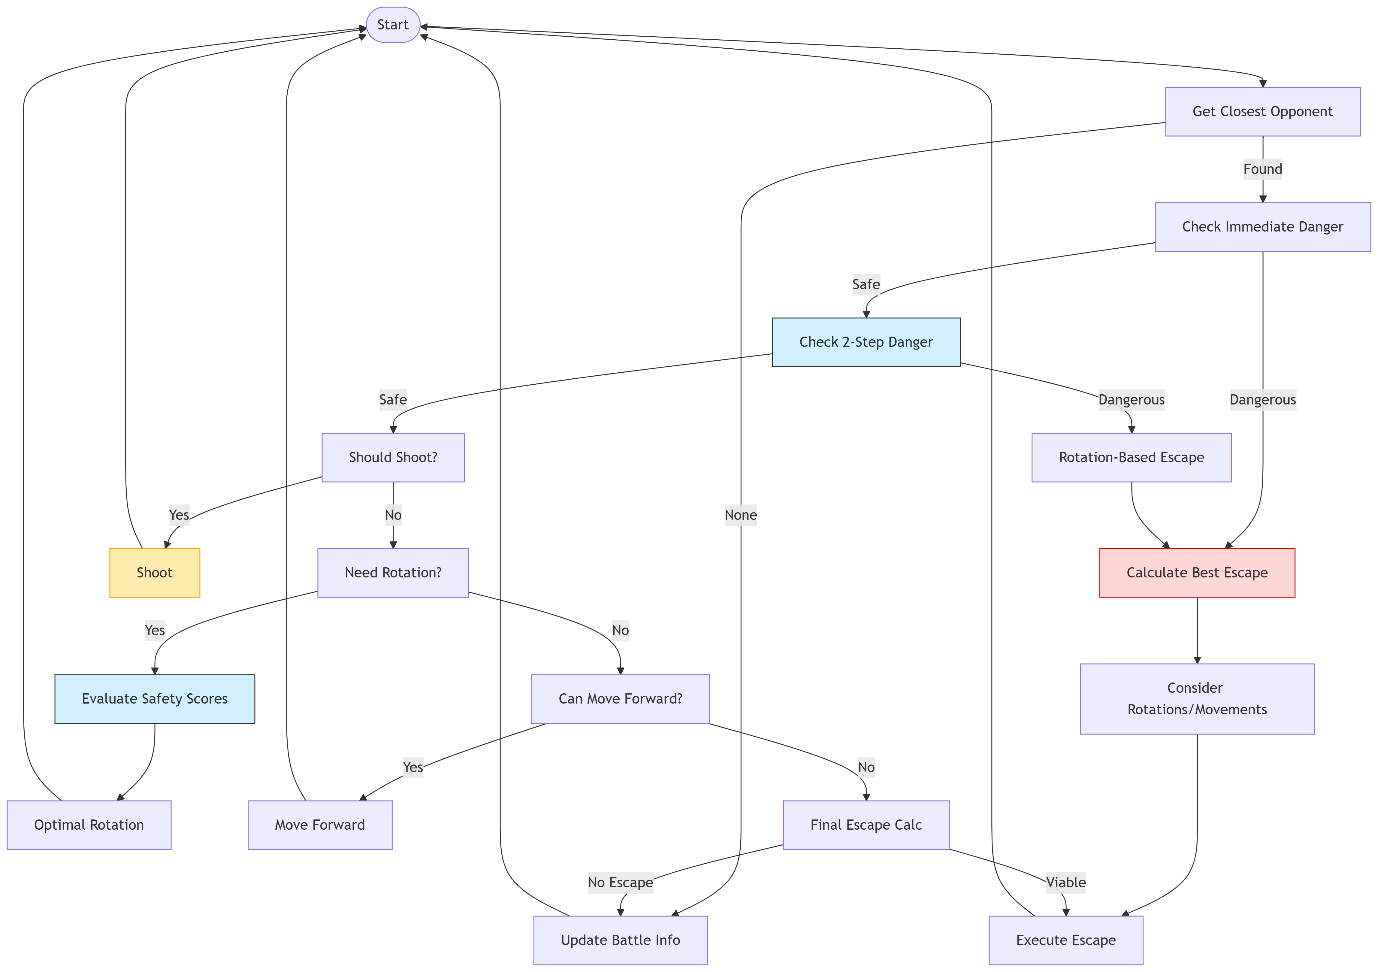 Start
Get Closest Opponent
Found
Check Immediate Danger
Safe
Check 2-Step Danger
Safe
Dangerous
Dangerous
Should Shoot?
Rotation-Based Escape
Yes
No
None
Shoot
Need Rotation?
Calculate Best Escape
Yes
No
Evaluate Safety Scores
Can Move Forward?
Consider
Rotations/Movements
Yes
No
Optimal Rotation
Move Forward
Final Escape Calc
No Escape
Viable
Update Battle Info
Execute Escape